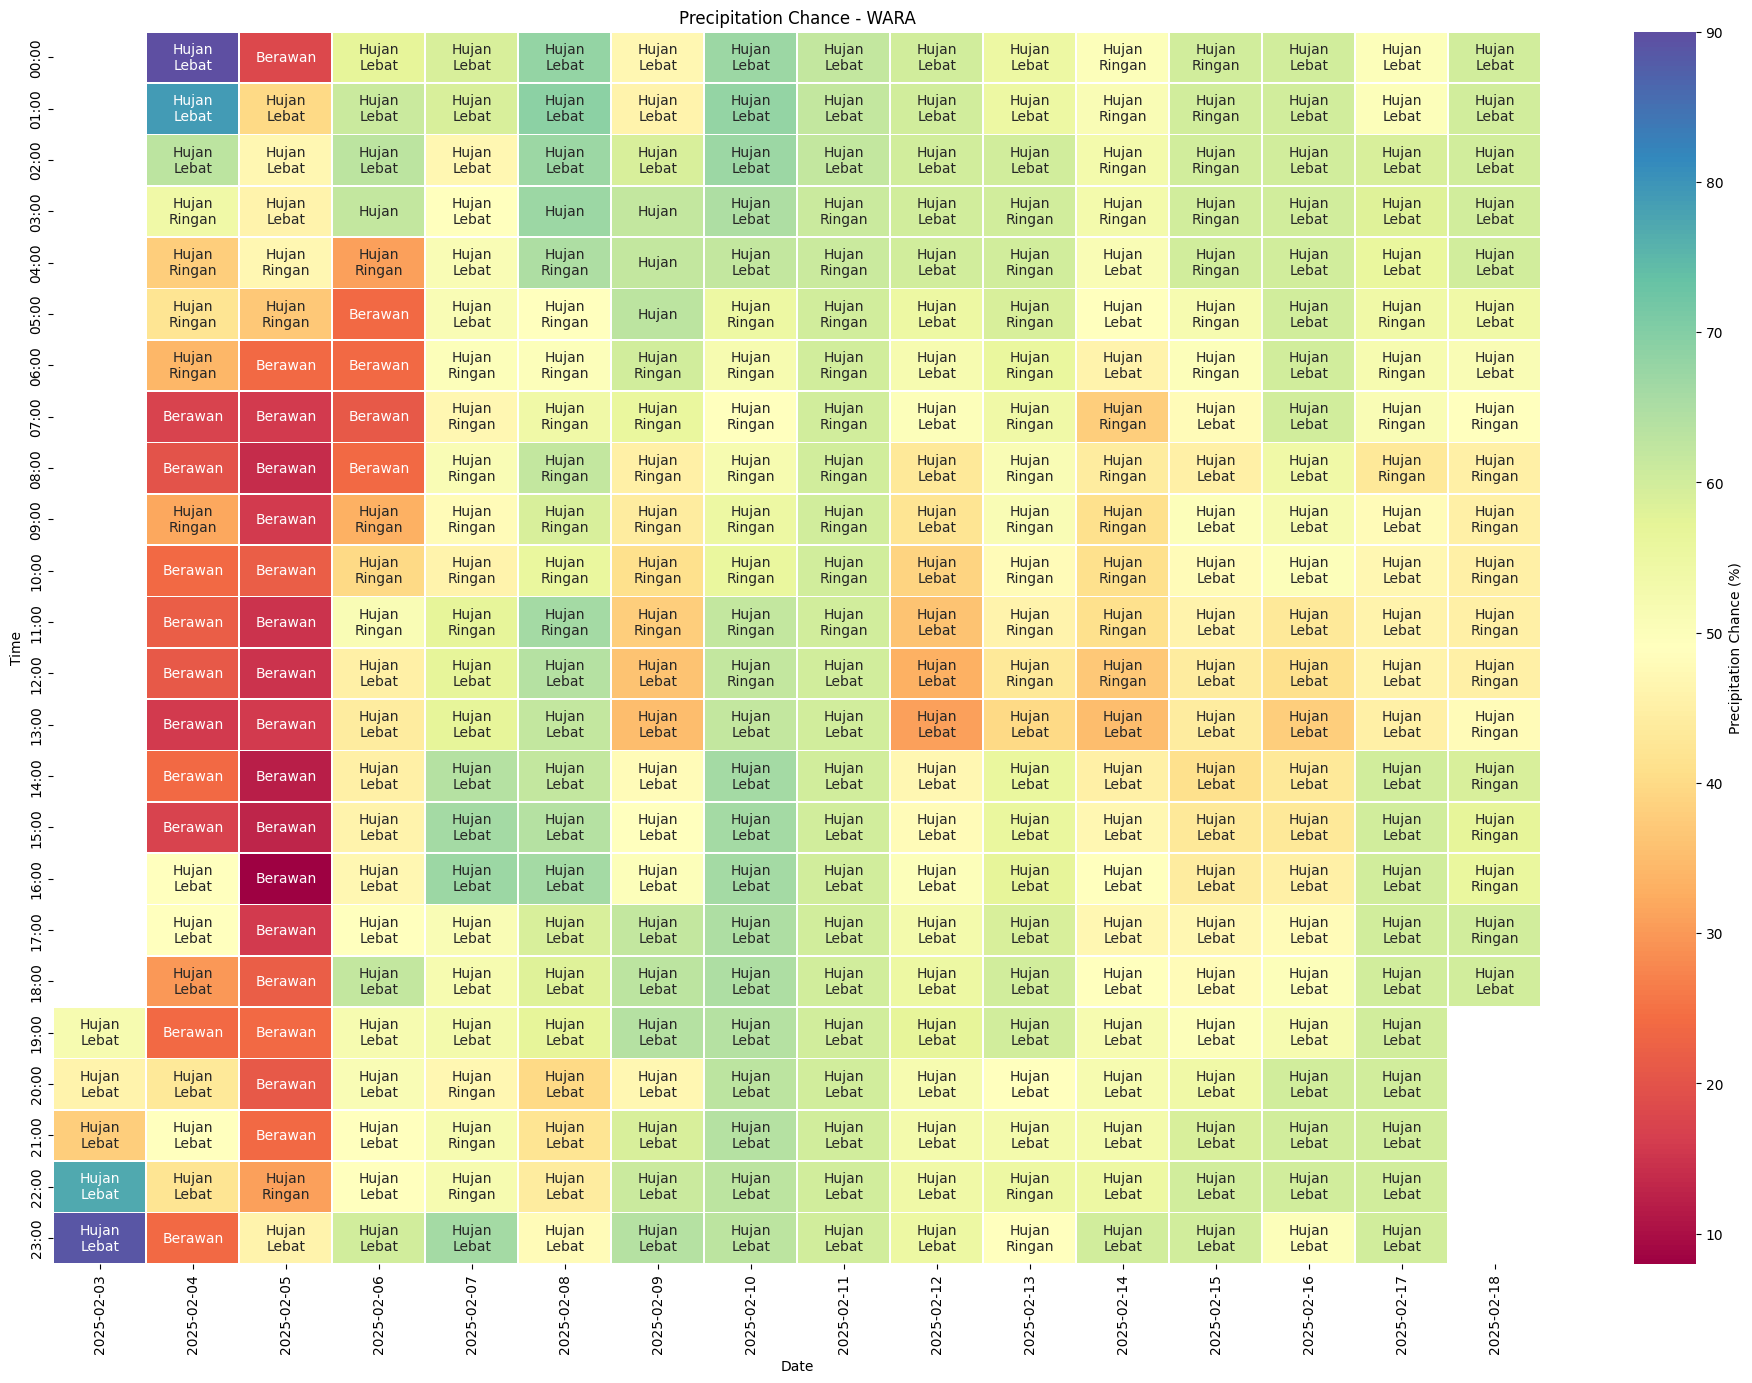 Precipitation Chance - WARA
00:00 Hujan Lebat Berawan Hujan Lebat Hujan Lebat Hujan Lebat Hujan Lebat Hujan Lebat Hujan Lebat Hujan Lebat Hujan Lebat Hujan Ringan Hujan Ringan Hujan Lebat Hujan Lebat Hujan Lebat
01:00 Hujan Lebat Hujan Lebat Hujan Lebat Hujan Lebat Hujan Lebat Hujan Lebat Hujan Lebat Hujan Lebat Hujan Lebat Hujan Lebat Hujan Ringan Hujan Ringan Hujan Lebat Hujan Lebat Hujan Lebat
02:00 Hujan Lebat Hujan Lebat Hujan Lebat Hujan Lebat Hujan Lebat Hujan Lebat Hujan Lebat Hujan Lebat Hujan Lebat Hujan Lebat Hujan Ringan Hujan Ringan Hujan Lebat Hujan Lebat Hujan Lebat
03:00 Hujan Ringan Hujan Lebat Hujan Hujan Lebat Hujan Hujan Hujan Lebat Hujan Ringan Hujan Lebat Hujan Ringan Hujan Ringan Hujan Ringan Hujan Lebat Hujan Lebat Hujan Lebat
04:00 Hujan Ringan Hujan Ringan Hujan Ringan Hujan Lebat Hujan Ringan Hujan Hujan Lebat Hujan Ringan Hujan Lebat Hujan Ringan Hujan Lebat Hujan Ringan Hujan Lebat Hujan Lebat Hujan Lebat
05:00 Hujan Ringan Hujan Ringan Berawan Hujan Lebat Hujan Ringan Hujan Hujan Ringan Hujan Ringan Hujan Lebat Hujan Ringan Hujan Lebat Hujan Ringan Hujan Lebat Hujan Ringan Hujan Lebat
06:00 Hujan Ringan Berawan Berawan Hujan Ringan Hujan Ringan Hujan Ringan Hujan Ringan Hujan Ringan Hujan Lebat Hujan Ringan Hujan Lebat Hujan Ringan Hujan Lebat Hujan Ringan Hujan Lebat
07:00 Berawan Berawan Berawan Hujan Ringan Hujan Ringan Hujan Ringan Hujan Ringan Hujan Ringan Hujan Lebat Hujan Ringan Hujan Ringan Hujan Lebat Hujan Lebat Hujan Ringan Hujan Ringan
08:00 Berawan Berawan Berawan Hujan Ringan Hujan Ringan Hujan Ringan Hujan Ringan Hujan Ringan Hujan Lebat Hujan Ringan Hujan Ringan Hujan Lebat Hujan Lebat Hujan Ringan Hujan Ringan
09:00 Hujan Ringan Berawan Hujan Ringan Hujan Ringan Hujan Ringan Hujan Ringan Hujan Ringan Hujan Ringan Hujan Lebat Hujan Ringan Hujan Ringan Hujan Lebat Hujan Lebat Hujan Lebat Hujan Ringan
10:00 Berawan Berawan Hujan Ringan Hujan Ringan Hujan Ringan Hujan Ringan Hujan Ringan Hujan Ringan Hujan Lebat Hujan Ringan Hujan Ringan Hujan Lebat Hujan Lebat Hujan Lebat Hujan Ringan
11:00 Berawan Berawan Hujan Ringan Hujan Ringan Hujan Ringan Hujan Ringan Hujan Ringan Hujan Ringan Hujan Lebat Hujan Ringan Hujan Ringan Hujan Lebat Hujan Lebat Hujan Lebat Hujan Ringan
12:00 Berawan Berawan Hujan Lebat Hujan Lebat Hujan Lebat Hujan Lebat Hujan Ringan Hujan Lebat Hujan Lebat Hujan Ringan Hujan Ringan Hujan Lebat Hujan Lebat Hujan Lebat Hujan Ringan
13:00 Berawan Berawan Hujan Lebat Hujan Lebat Hujan Lebat Hujan Lebat Hujan Lebat Hujan Lebat Hujan Lebat Hujan Lebat Hujan Lebat Hujan Lebat Hujan Lebat Hujan Lebat Hujan Ringan
14:00 Berawan Berawan Hujan Lebat Hujan Lebat Hujan Lebat Hujan Lebat Hujan Lebat Hujan Lebat Hujan Lebat Hujan Lebat Hujan Lebat Hujan Lebat Hujan Lebat Hujan Lebat Hujan Ringan
15:00 Berawan Berawan Hujan Lebat Hujan Lebat Hujan Lebat Hujan Lebat Hujan Lebat Hujan Lebat Hujan Lebat Hujan Lebat Hujan Lebat Hujan Lebat Hujan Lebat Hujan Lebat Hujan Ringan
16:00 Hujan Lebat Berawan Hujan Lebat Hujan Lebat Hujan Lebat Hujan Lebat Hujan Lebat Hujan Lebat Hujan Lebat Hujan Lebat Hujan Lebat Hujan Lebat Hujan Lebat Hujan Lebat Hujan Ringan
17:00 Hujan Lebat Berawan Hujan Lebat Hujan Lebat Hujan Lebat Hujan Lebat Hujan Lebat Hujan Lebat Hujan Lebat Hujan Lebat Hujan Lebat Hujan Lebat Hujan Lebat Hujan Lebat Hujan Ringan
18:00 Hujan Lebat Berawan Hujan Lebat Hujan Lebat Hujan Lebat Hujan Lebat Hujan Lebat Hujan Lebat Hujan Lebat Hujan Lebat Hujan Lebat Hujan Lebat Hujan Lebat Hujan Lebat Hujan Lebat
19:00 Hujan Lebat Berawan Berawan Hujan Lebat Hujan Lebat Hujan Lebat Hujan Lebat Hujan Lebat Hujan Lebat Hujan Lebat Hujan Lebat Hujan Lebat Hujan Lebat Hujan Lebat Hujan Lebat
20:00 Hujan Lebat Hujan Lebat Berawan Hujan Lebat Hujan Ringan Hujan Lebat Hujan Lebat Hujan Lebat Hujan Lebat Hujan Lebat Hujan Lebat Hujan Lebat Hujan Lebat Hujan Lebat Hujan Lebat
21:00 Hujan Lebat Hujan Lebat Berawan Hujan Lebat Hujan Ringan Hujan Lebat Hujan Lebat Hujan Lebat Hujan Lebat Hujan Lebat Hujan Lebat Hujan Lebat Hujan Lebat Hujan Lebat Hujan Lebat
22:00 Hujan Lebat Hujan Lebat Hujan Ringan Hujan Lebat Hujan Ringan Hujan Lebat Hujan Lebat Hujan Lebat Hujan Lebat Hujan Lebat Hujan Ringan Hujan Lebat Hujan Lebat Hujan Lebat Hujan Lebat
23:00 Hujan Lebat Berawan Hujan Lebat Hujan Lebat Hujan Lebat Hujan Lebat Hujan Lebat Hujan Lebat Hujan Lebat Hujan Lebat Hujan Ringan Hujan Lebat Hujan Lebat Hujan Lebat Hujan Lebat
2025-02-03 2025-02-04 2025-02-05 2025-02-06 2025-02-07 2025-02-08 2025-02-09 2025-02-10 2025-02-11 2025-02-12 2025-02-13 2025-02-14 2025-02-15 2025-02-16 2025-02-17 2025-02-18
Date
Time
90
80
70
60
50
40
30
20
10
Precipitation Chance (%)